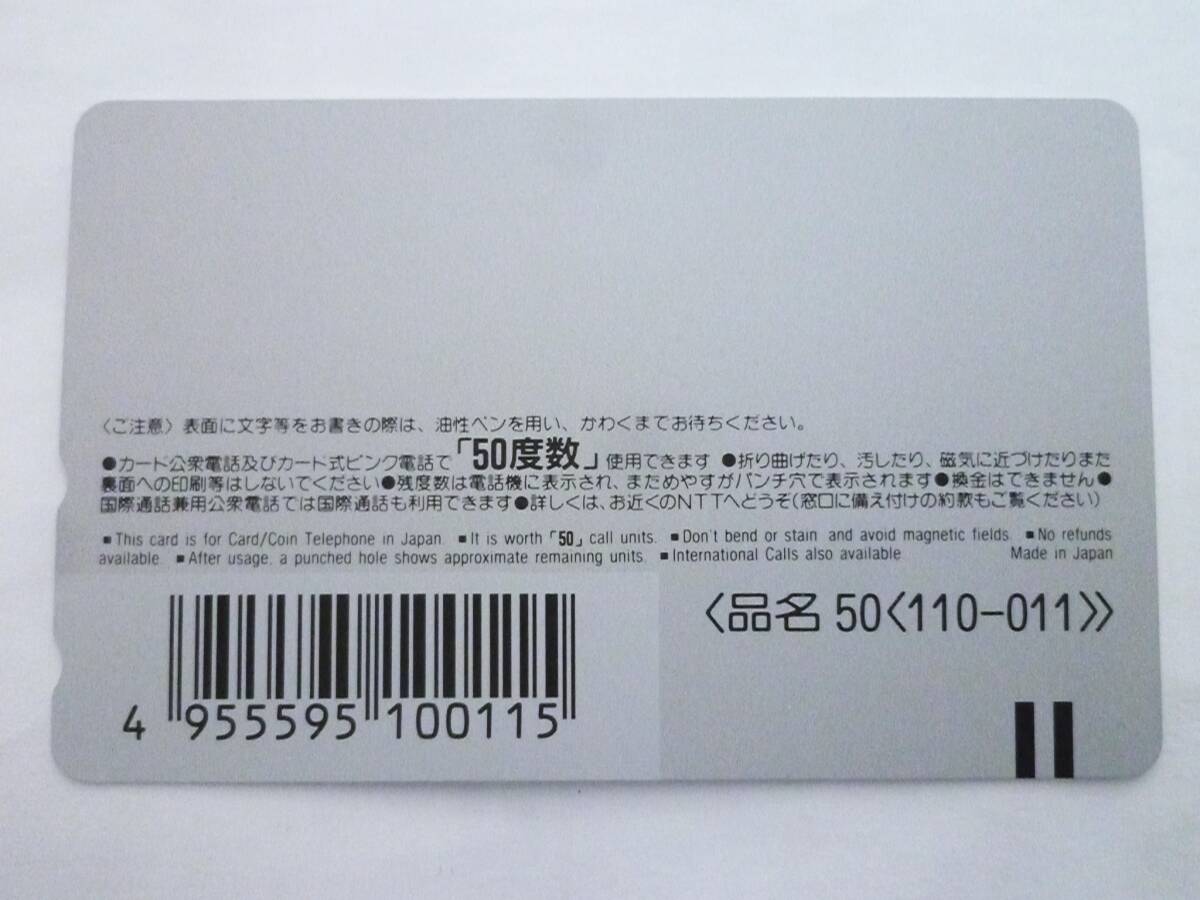 〈ご注意〉表面に文字等をお書きの際は、油性ペンを用い、かわくまでお待ちください。
●カード公衆電話及びカード式ピンク電話で「50度数」使用できます ●折り曲げたり、汚したり、磁気に近づけたりまた
裏面への印刷等はしないでください●残度数は電話機に表示され、まためやすがパンチ穴で表示されます●換金はできません●
国際通話兼用公衆電話では国際通話も利用できます●詳しくは、お近くのNTTへどうぞ(窓口に備え付けの約款もご覧ください)
■This card is for Card/Coin Telephone in Japan. ■It is worth「50」call units. ■Don't bend or stain and avoid magnetic fields. ■No refunds
available. ■After usage, a punched hole shows approximate remaining units. ■International Calls also available Made in Japan
〈品名 50〈110-011〉〉
4 955595 100115